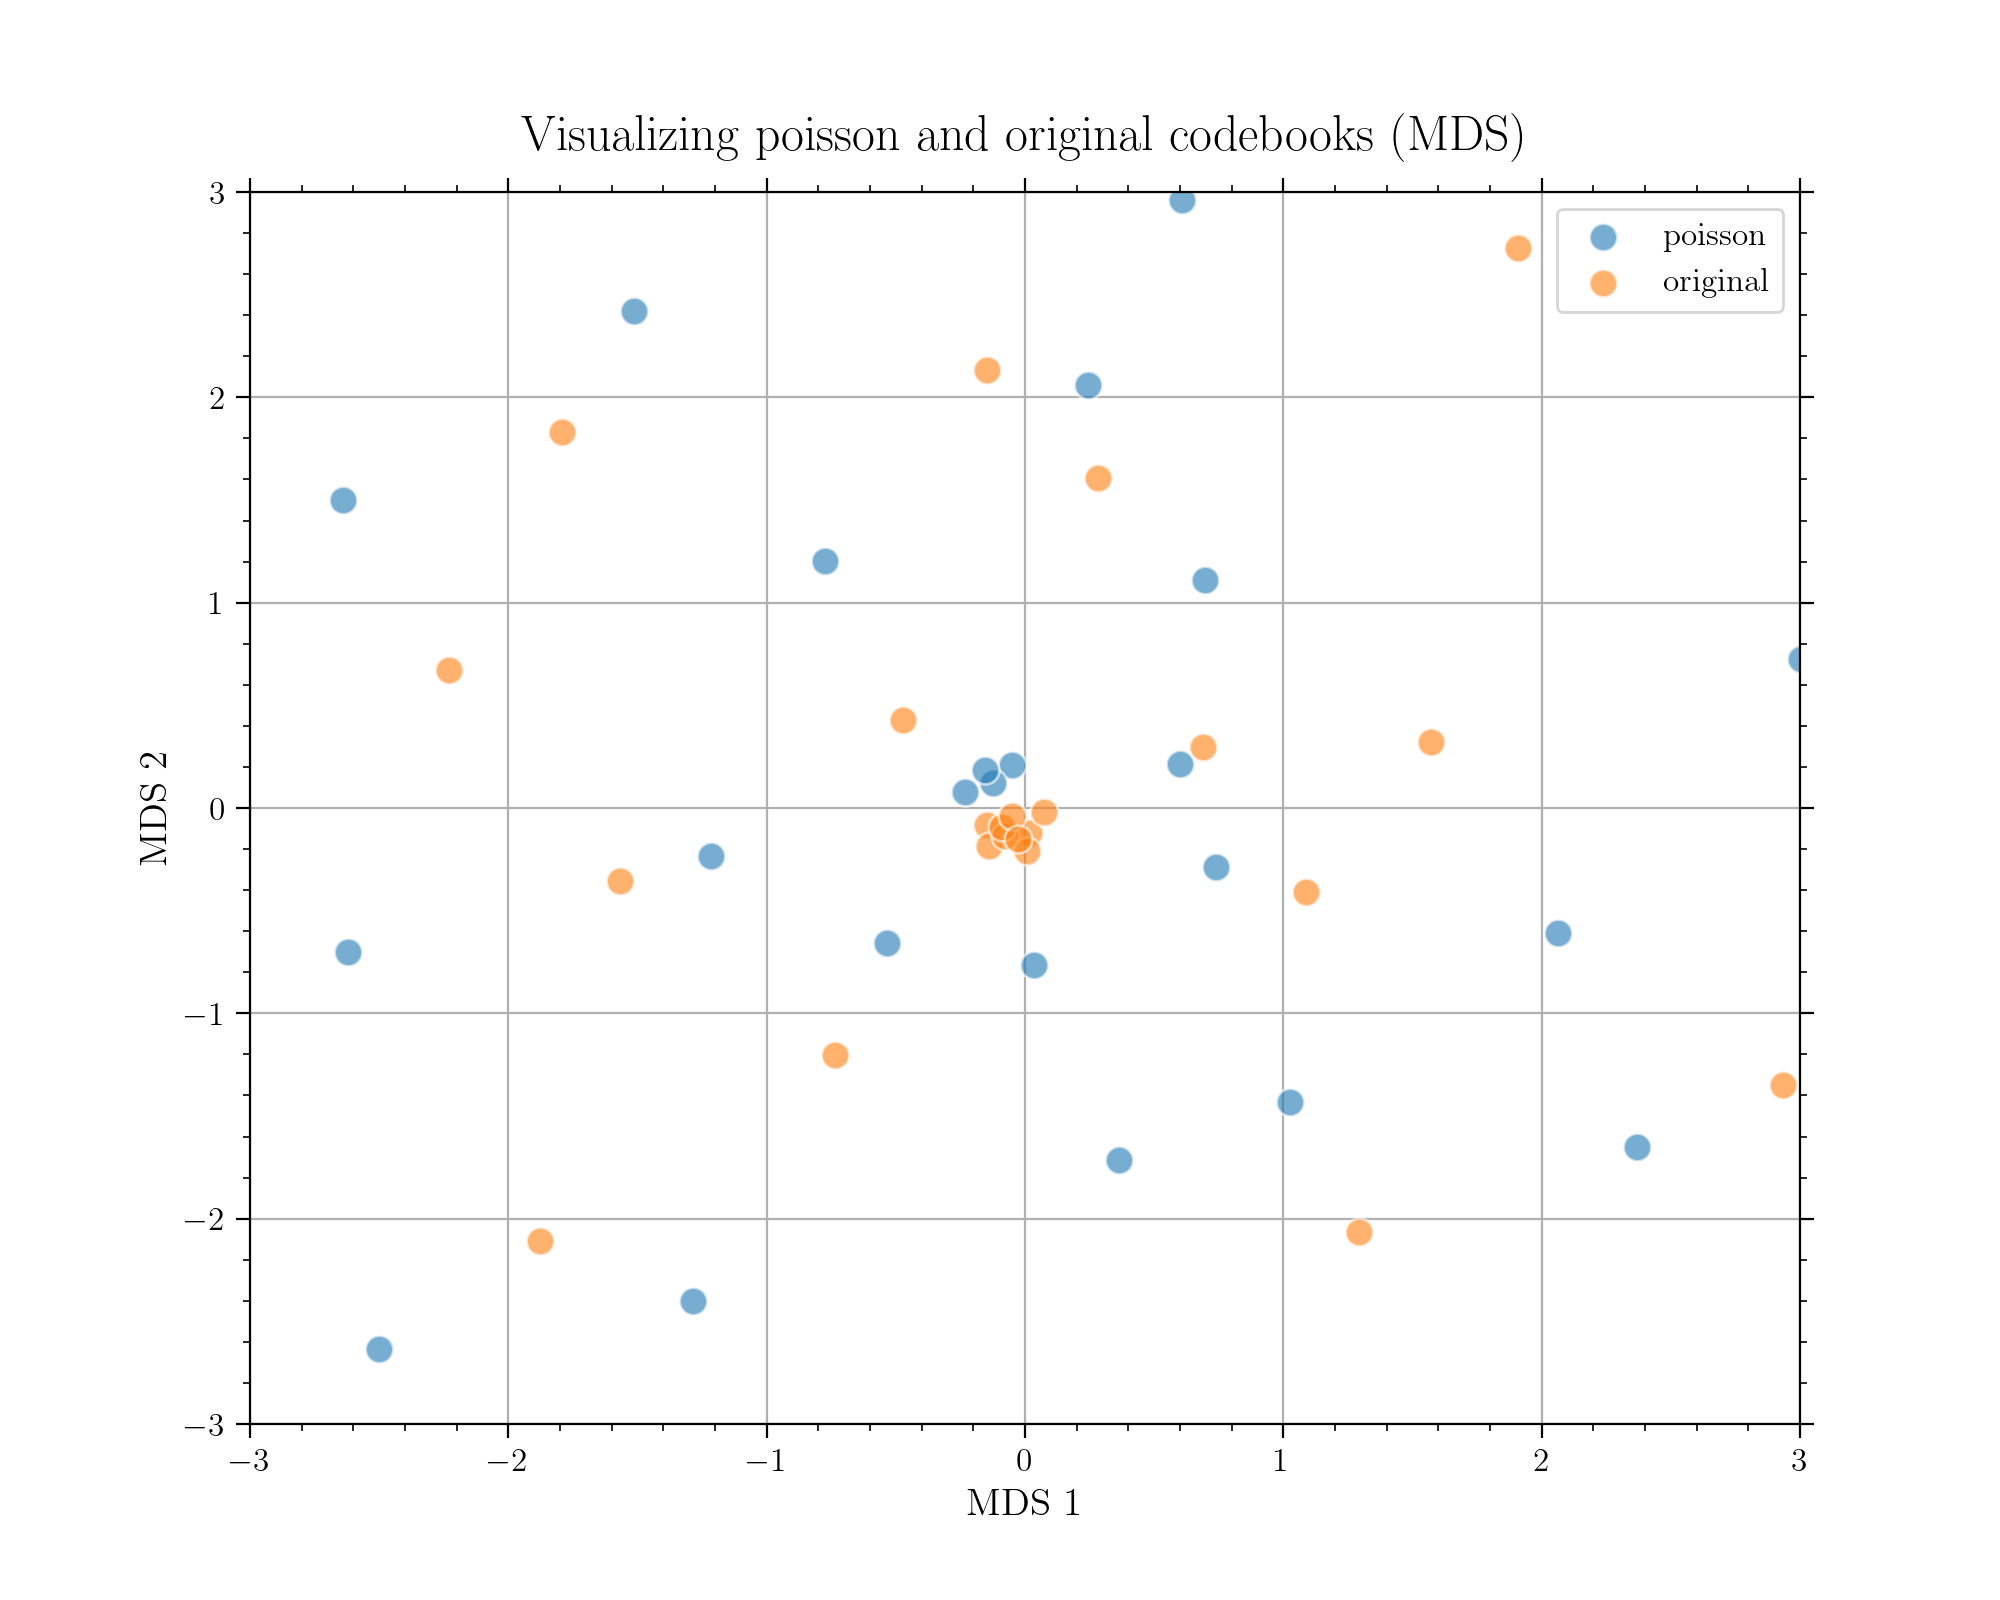 Visualizing poisson and original codebooks (MDS)
poisson
original
3
2
1
0
−1
−2
−3
MDS 2
−3
−2
−1
0
1
2
3
MDS 1